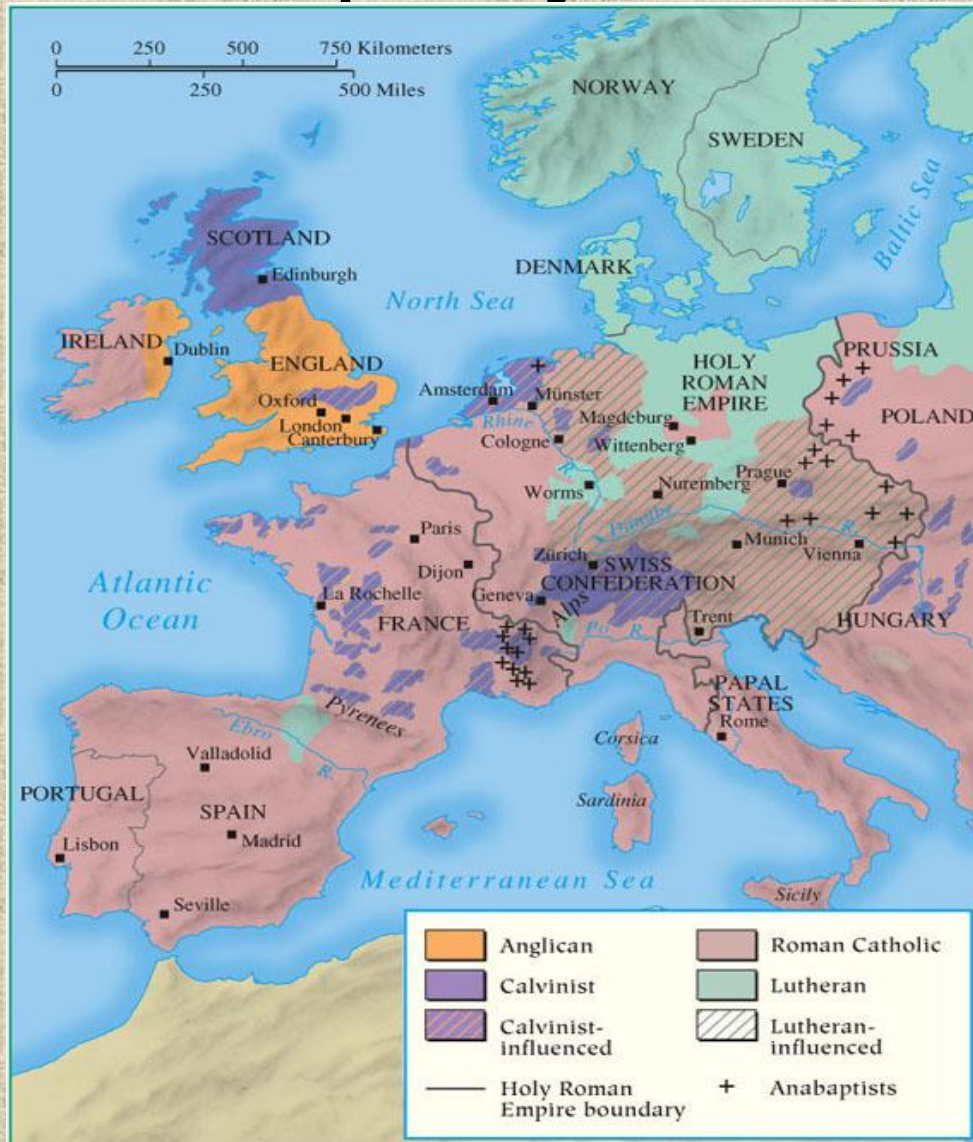 0 250 500 750 Kilometers
0 250 500 Miles
NORWAY
SWEDEN
Baltic Sea
SCOTLAND
Edinburgh
DENMARK
North Sea
IRELAND
Dublin
ENGLAND
Oxford
London
Canterbury
Amsterdam
Münster
HOLY
ROMAN
EMPIRE
PRUSSIA
POLAND
Rhine
R.
Magdeburg
Cologne
Wittenberg
Worms
Nuremberg
Prague
Danube
R.
Munich
Vienna
Paris
Dijon
Zürich
SWISS
CONFEDERATION
Geneva
Alps
Atlantic
Ocean
La Rochelle
FRANCE
Trent
Po R.
HUNGARY
PAPAL
STATES
Rome
Pyrenees
Ebro
R.
Corsica
Valladolid
PORTUGAL
SPAIN
Madrid
Sardinia
Lisbon
Mediterranean Sea
Seville
Sicily
Anglican
Calvinist
Calvinist-
influenced
Holy Roman
Empire boundary
Roman Catholic
Lutheran
Lutheran-
influenced
Anabaptists